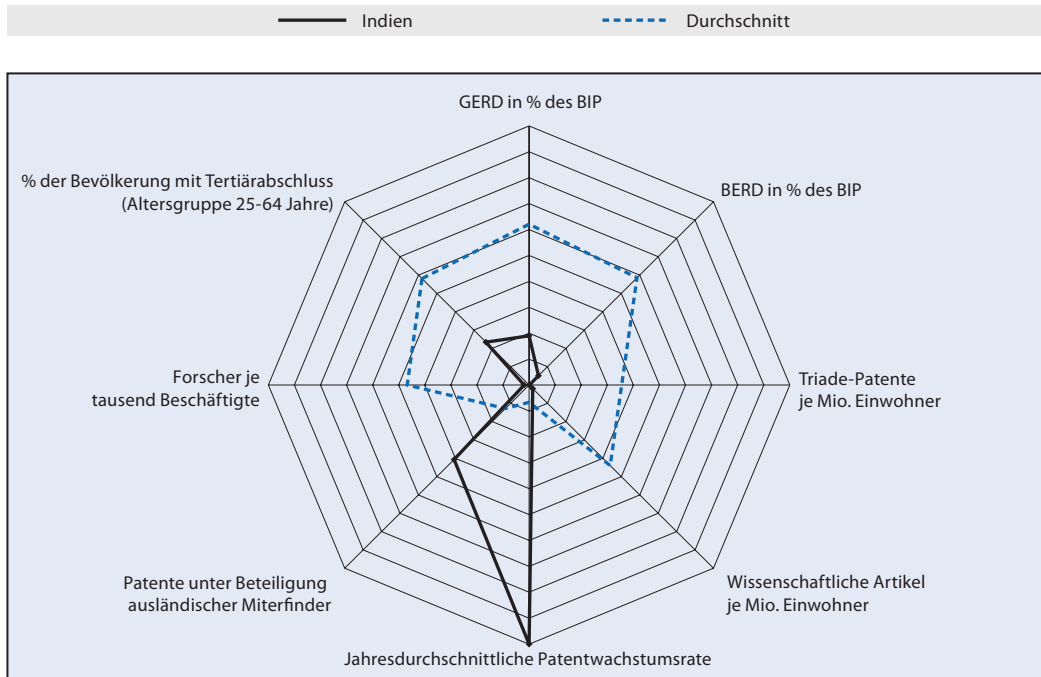 Indien
Durchschnitt
GERD in % des BIP
% der Bevölkerung mit Tertiärabschluss
(Altersgruppe 25-64 Jahre)
BERD in % des BIP
Forscher je
tausend Beschäftigte
Triade-Patente
je Mio. Einwohner
Patente unter Beteiligung
ausländischer Miterfinder
Wissenschaftliche Artikel
je Mio. Einwohner
Jahresdurchschnittliche Patentwachstumsrate